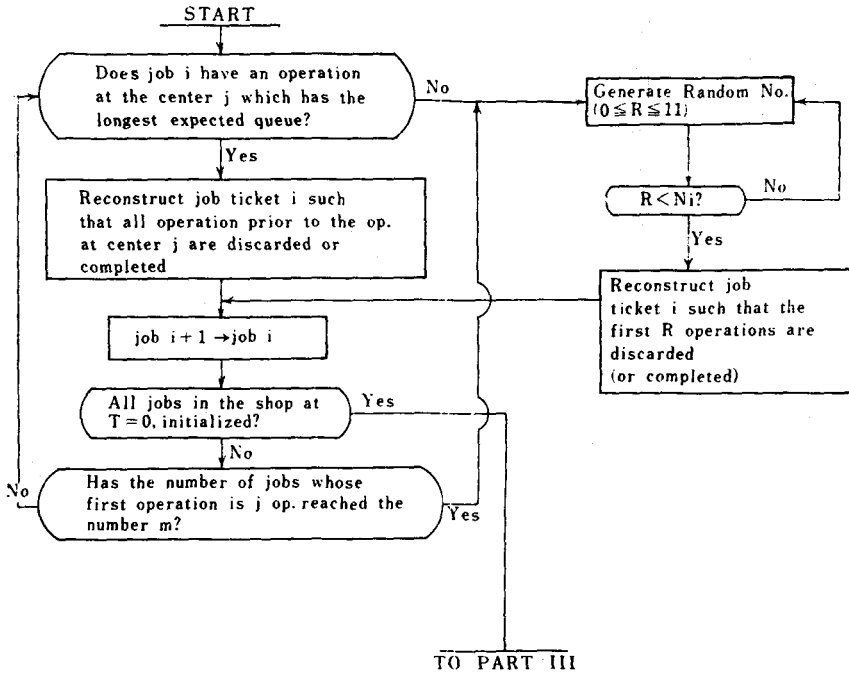 START
Does job i have an operation
at the center j which has the
longest expected queue?
No
Yes
Generate Random No.
(0≦R≦11)
R<Ni?
No
Yes
Reconstruct job ticket i such
that all operation prior to the op.
at center j are discarded or
completed
Reconstruct job
ticket i such that the
first R operations are
discarded
(or completed)
job i+1→job i
All jobs in the shop at
T=0, initialized?
Yes
No
Has the number of jobs whose
first operation is j op. reached the
number m?
No
Yes
TO PART III